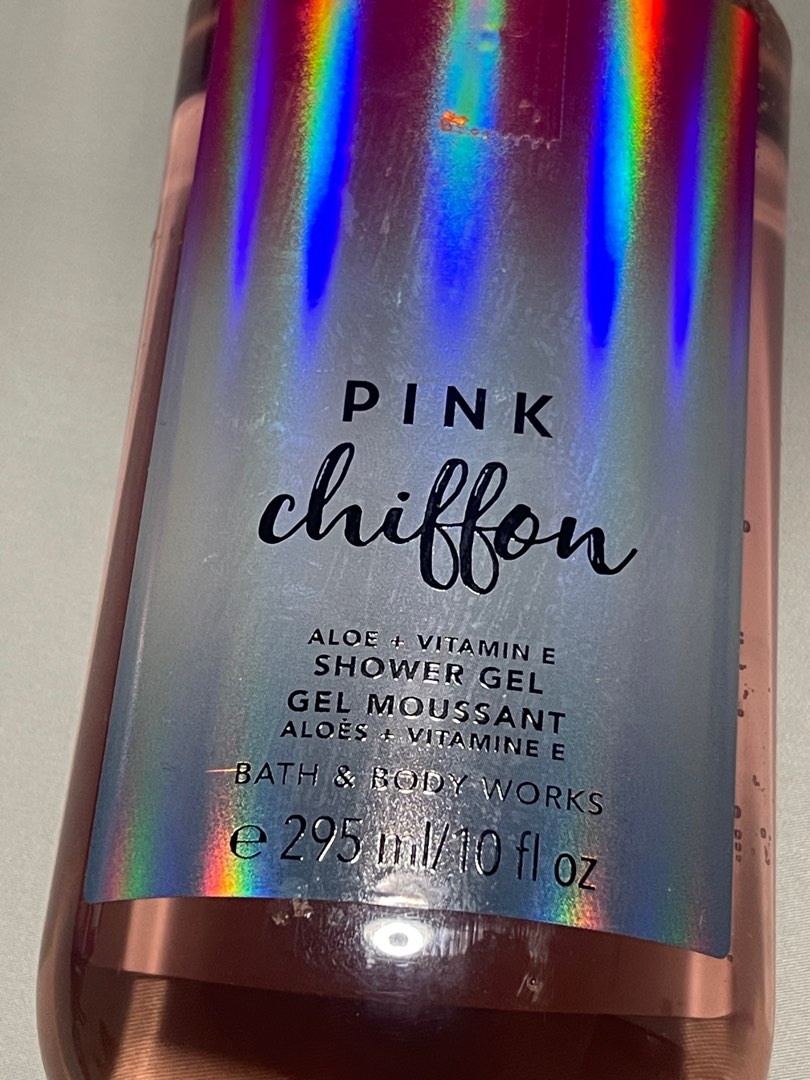 PINK
chiffon
ALOE + VITAMIN E
SHOWER GEL
GEL MOUSSANT
ALOÈS + VITAMINE E
BATH & BODY WORKS
℮ 295 ml/10 fl oz